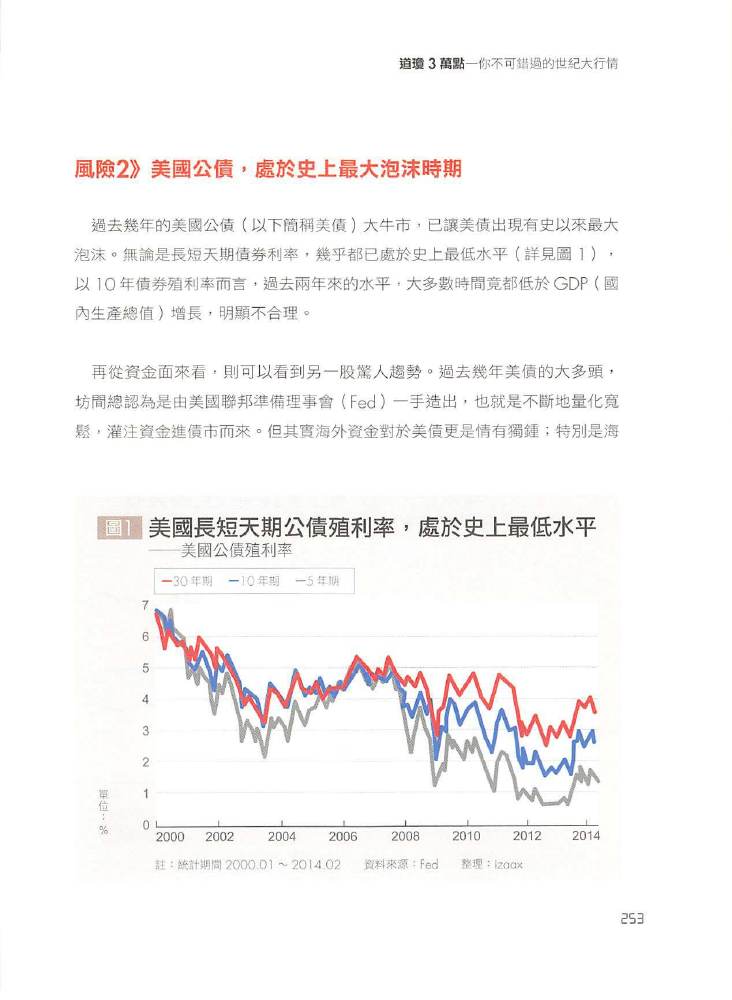 道瓊 3 萬點—你不可錯過的世紀大行情
風險2》美國公債，處於史上最大泡沫時期
過去幾年的美國公債（以下簡稱美債）大牛市，已讓美債出現有史以來最大
泡沫。無論是長短天期債券利率，幾乎都已處於史上最低水平（詳見圖 1），
以 10 年債券殖利率而言，過去兩年來的水平，大多數時間竟都低於 GDP（國
內生產總值）增長，明顯不合理。
再從資金面來看，則可以看到另一股驚人趨勢。過去幾年美債的大多頭，
坊間總認為是由美國聯邦準備理事會（Fed）一手造出，也就是不斷地量化寬
鬆，灌注資金進債市而來。但其實海外資金對於美債更是情有獨鍾；特別是海
圖1 美國長短天期公債殖利率，處於史上最低水平
——美國公債殖利率
30 年期 10 年期 5 年期
7
6
5
4
3
2
1
0
單位：%
2000 2002 2004 2006 2008 2010 2012 2014
註：統計期間 2000.01 ～ 2014.02 資料來源：Fed 整理：izaax
253